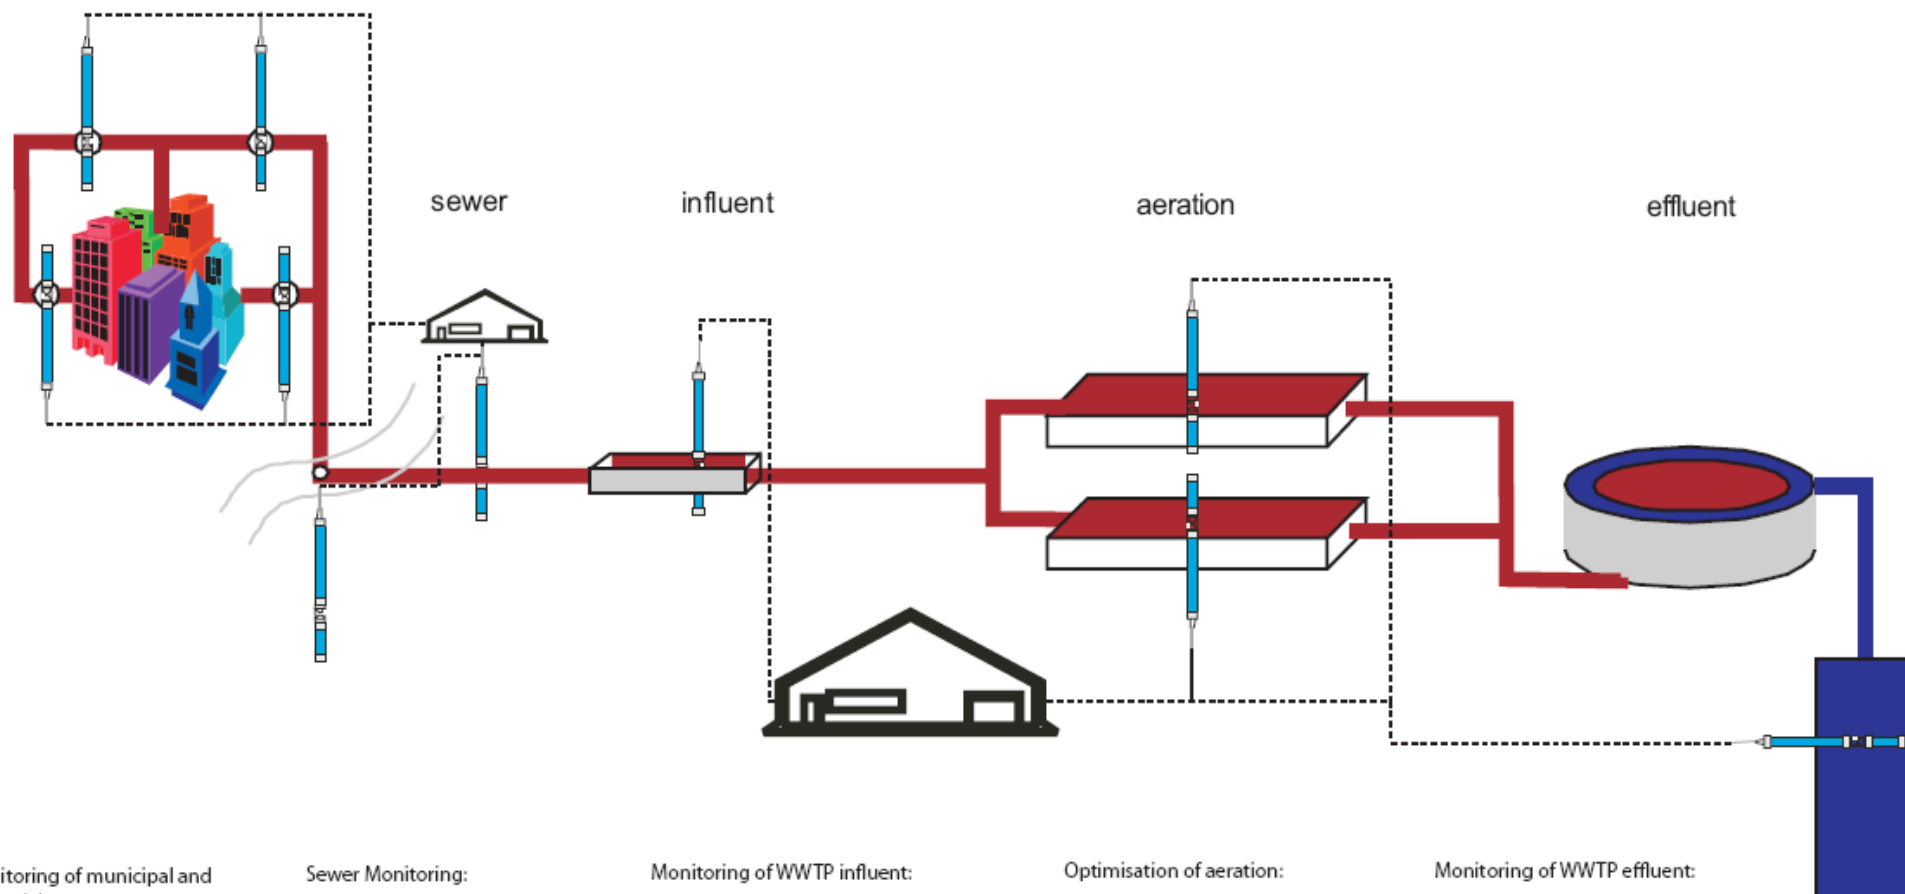 sewer
influent
aeration
effluent
itoring of municipal and
Sewer Monitoring:
Monitoring of WWTP influent:
Optimisation of aeration:
Monitoring of WWTP effluent: